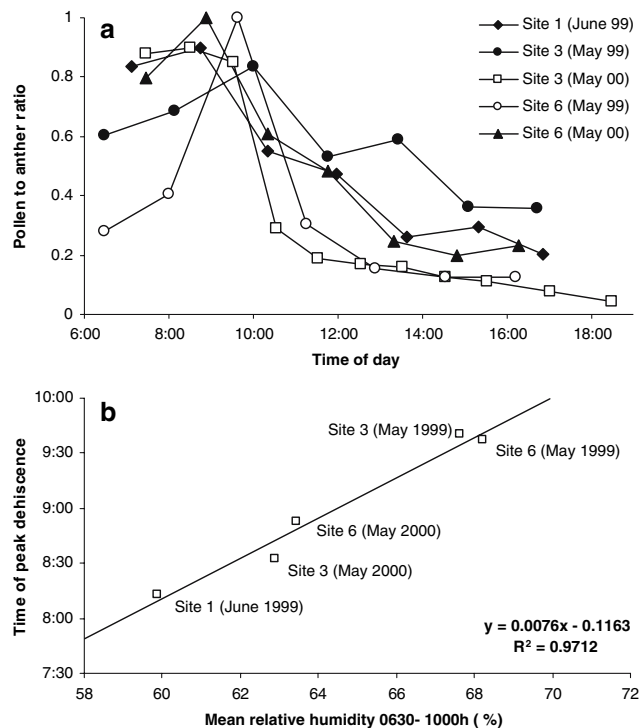 a
Pollen to anther ratio
1
0.8
0.6
0.4
0.2
0
6:00 8:00 10:00 12:00 14:00 16:00
Time of day
Site 1 (June 99)
Site 3 (May 99)
Site 3 (May 00)
Site 6 (May 99)
Site 6 (May 00)
b
Time of peak dehiscence
10:00
9:30
9:00
8:30
8:00
7:30
Site 3 (May 1999)
Site 6 (May 1999)
Site 6 (May 2000)
Site 3 (May 2000)
Site 1 (June 1999)
y = 0.0076x - 0.1163
R² = 0.9712
58 60 62 64 66 68 70 72
Mean relative humidity 0630- 1000h ( %)